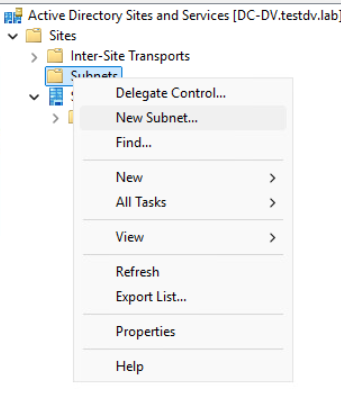 Active Directory Sites and Services [DC-DV.testdv.lab]
Sites
Inter-Site Transports
Subnets
Delegate Control...
New Subnet...
Find...
New
All Tasks
View
Refresh
Export List...
Properties
Help